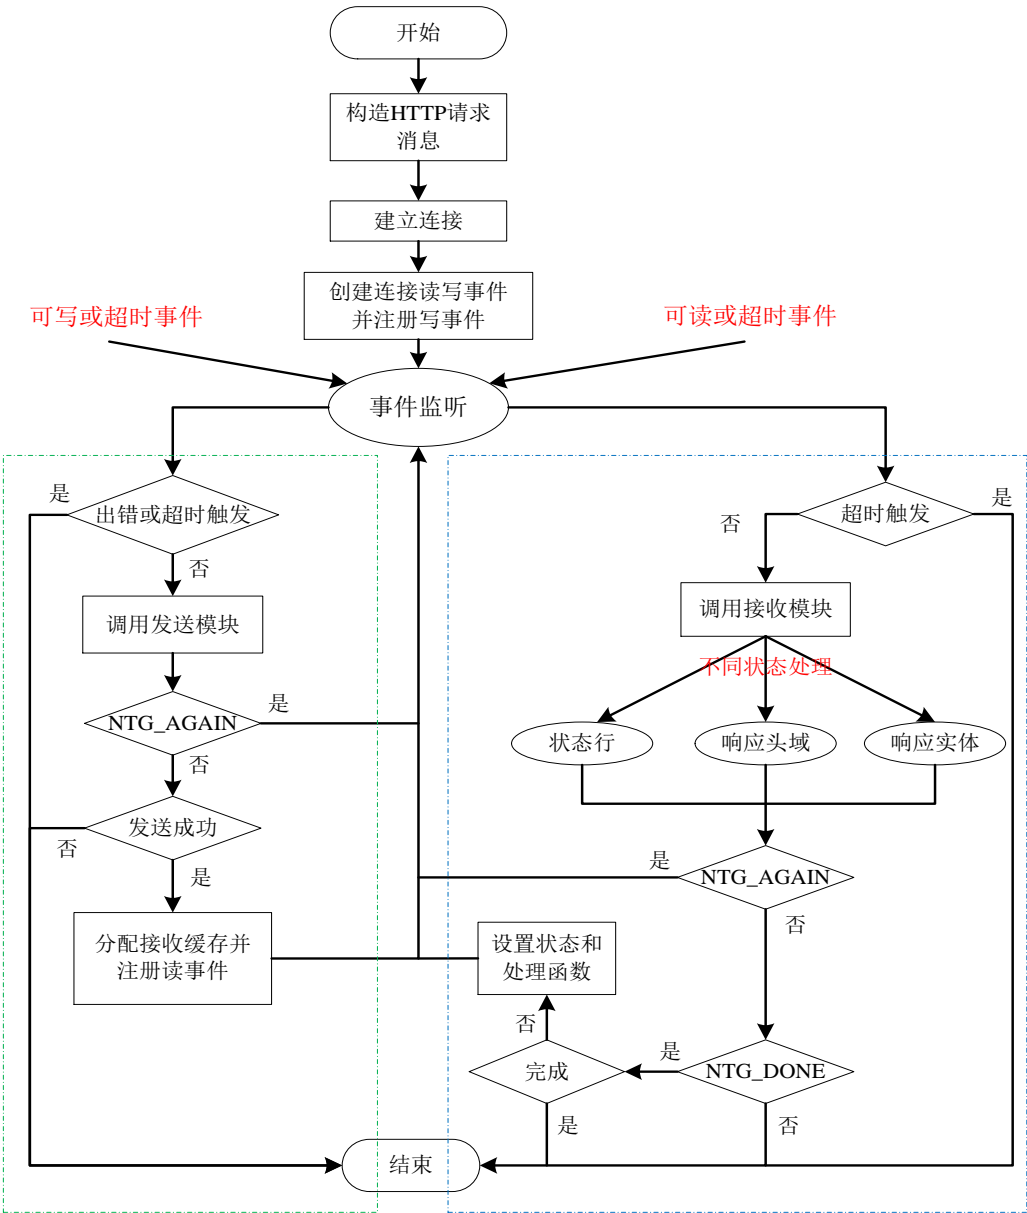 开始
构造HTTP请求
消息
建立连接
创建连接读写事件
并注册写事件
可写或超时事件
可读或超时事件
事件监听
是
出错或超时触发
否
调用发送模块
NTG_AGAIN
是
否
发送成功
否
是
分配接收缓存并
注册读事件
超时触发
是
否
调用接收模块
不同状态处理
状态行
响应头域
响应实体
是
NTG_AGAIN
否
设置状态和
处理函数
否
完成
是
NTG_DONE
是
否
结束